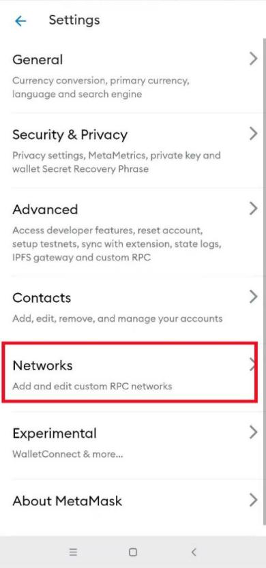 Settings
General
Currency conversion, primary currency,
language and search engine
Security & Privacy
Privacy settings, MetaMetrics, private key and
wallet Secret Recovery Phrase
Advanced
Access developer features, reset account,
setup testnets, sync with extension, state logs,
IPFS gateway and custom RPC
Contacts
Add, edit, remove, and manage your accounts
Networks
Add and edit custom RPC networks
Experimental
WalletConnect & more...
About MetaMask